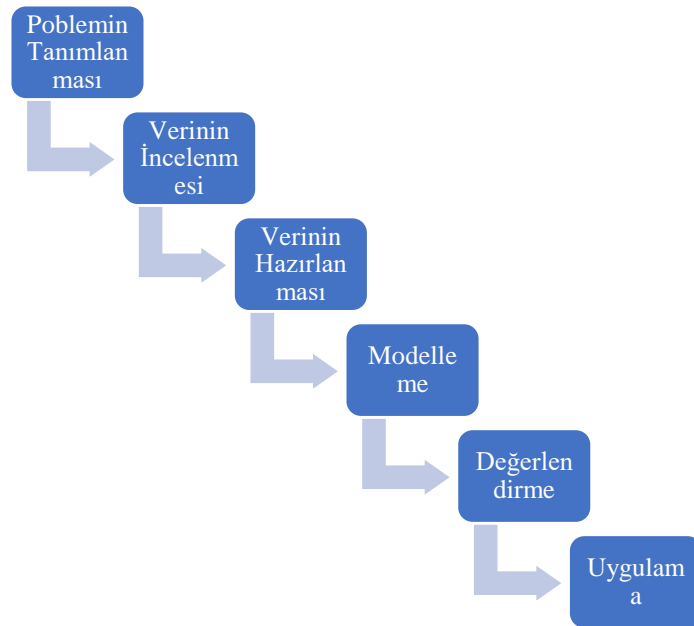 Poblemin
Tanımlan
ması
Verinin
İncelenm
esi
Verinin
Hazırlan
ması
Modelle
me
Değerlen
dirme
Uygulam
a